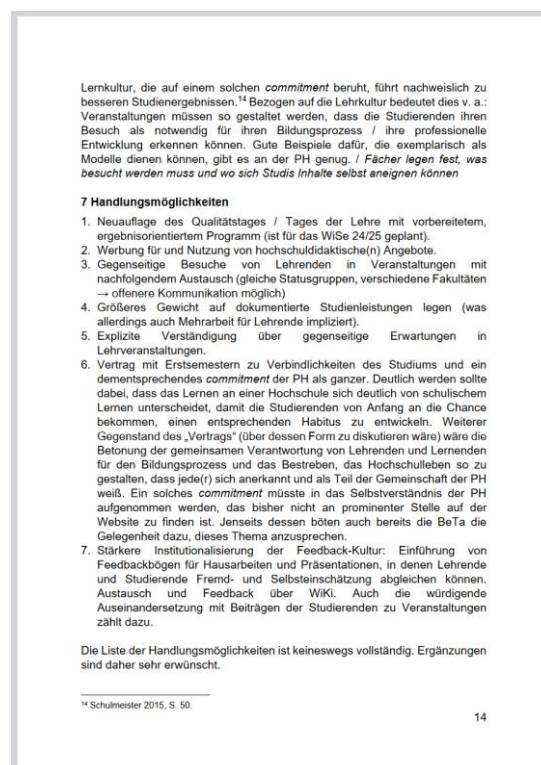 Lernkultur, die auf einem solchen commitment beruht, führt nachweislich zu
besseren Studienergebnissen.14 Bezogen auf die Lehrkultur bedeutet dies v. a.:
Veranstaltungen müssen so gestaltet werden, dass die Studierenden ihren
Besuch als notwendig für ihren Bildungsprozess / ihre professionelle
Entwicklung erkennen können. Gute Beispiele dafür, die exemplarisch als
Modelle dienen können, gibt es an der PH genug. / Fächer legen fest, was
besucht werden muss und wo sich Studis Inhalte selbst aneignen können
7 Handlungsmöglichkeiten
1. Neuauflage des Qualitätstages / Tages der Lehre mit vorbereitetem,
ergebnisorientiertem Programm (ist für das WiSe 24/25 geplant).
2. Werbung für und Nutzung von hochschuldidaktische(n) Angebote.
3. Gegenseitige Besuche von Lehrenden in Veranstaltungen mit
nachfolgendem Austausch (gleiche Statusgruppen, verschiedene Fakultäten
→ offenere Kommunikation möglich)
4. Größeres Gewicht auf dokumentierte Studienleistungen legen (was
allerdings auch Mehrarbeit für Lehrende impliziert).
5. Explizite Verständigung über gegenseitige Erwartungen in
Lehrveranstaltungen.
6. Vertrag mit Erstsemestern zu Verbindlichkeiten des Studiums und ein
dementsprechendes commitment der PH als ganzer. Deutlich werden sollte
dabei, dass das Lernen an einer Hochschule sich deutlich von schulischem
Lernen unterscheidet, damit die Studierenden von Anfang an die Chance
bekommen, einen entsprechenden Habitus zu entwickeln. Weiterer
Gegenstand des „Vertrags“ (über dessen Form zu diskutieren wäre) wäre die
Betonung der gemeinsamen Verantwortung von Lehrenden und Lernenden
für den Bildungsprozess und das Bestreben, das Hochschulleben so zu
gestalten, dass jede(r) sich anerkannt und als Teil der Gemeinschaft der PH
weiß. Ein solches commitment müsste in das Selbstverständnis der PH
aufgenommen werden, das bisher nicht an prominenter Stelle auf der
Website zu finden ist. Jenseits dessen böten auch bereits die BeTa die
Gelegenheit dazu, dieses Thema anzusprechen.
7. Stärkere Institutionalisierung der Feedback-Kultur: Einführung von
Feedbackbögen für Hausarbeiten und Präsentationen, in denen Lehrende
und Studierende Fremd- und Selbsteinschätzung abgleichen können.
Austausch und Feedback über WiKi. Auch die würdigende
Auseinandersetzung mit Beiträgen der Studierenden zu Veranstaltungen
zählt dazu.
Die Liste der Handlungsmöglichkeiten ist keineswegs vollständig. Ergänzungen
sind daher sehr erwünscht.
14 Schulmeister 2015, S. 50.
14